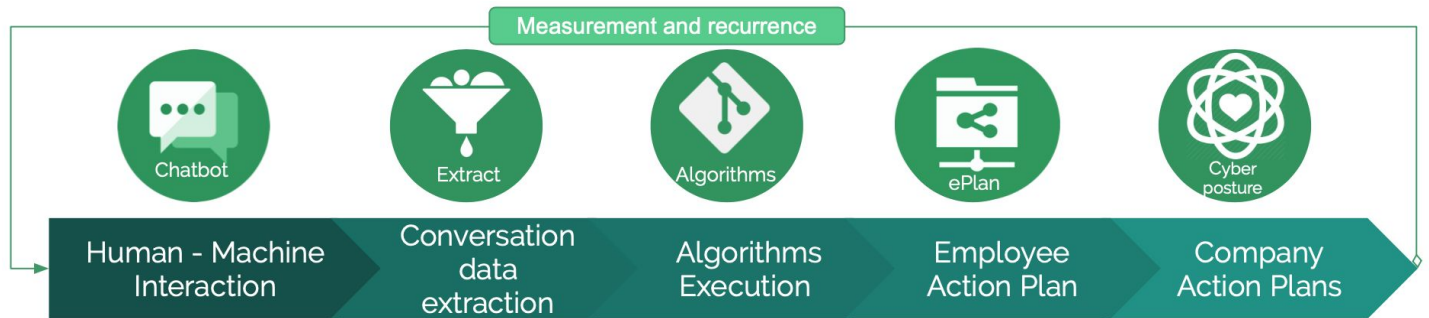 Measurement and recurrence
Chatbot
Extract
Algorithms
ePlan
Cyber
posture
Human - Machine
Interaction
Conversation
data
extraction
Algorithms
Execution
Employee
Action Plan
Company
Action Plans